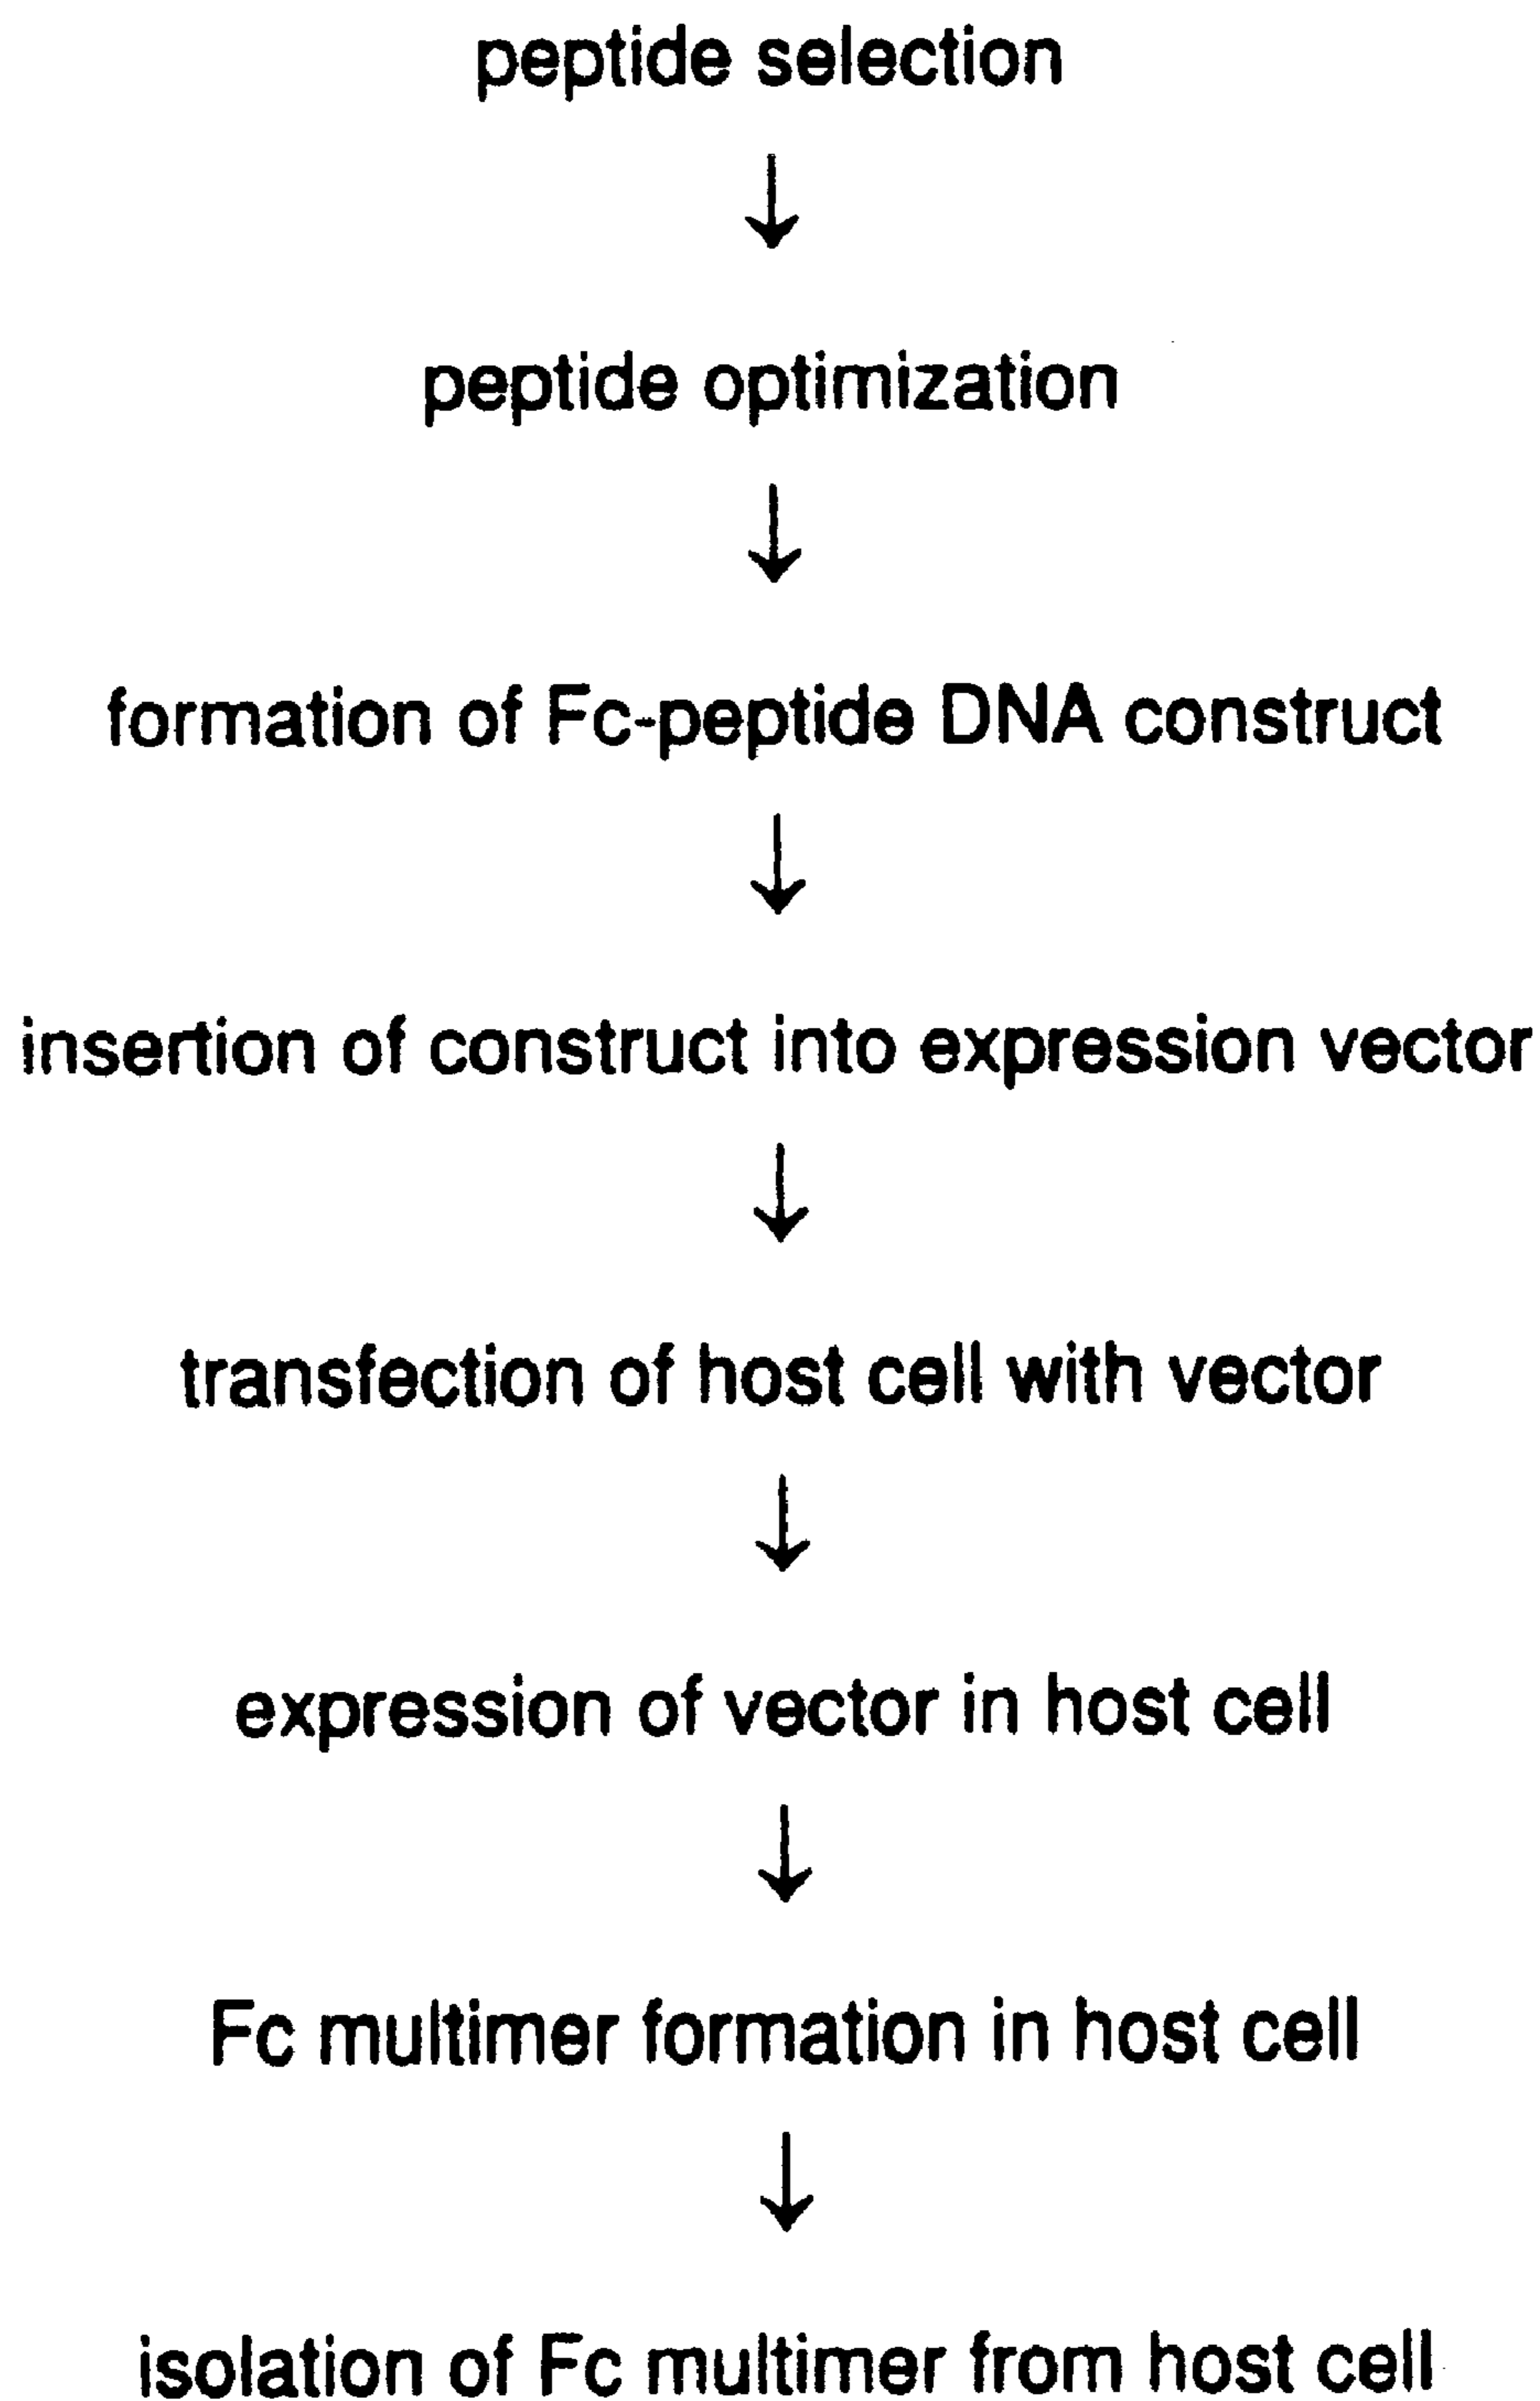 peptide selection
↓
peptide optimization
↓
formation of Fc-peptide DNA construct
↓
insertion of construct into expression vector
↓
transfection of host cell with vector
↓
expression of vector in host cell
↓
Fc multimer formation in host cell
↓
isolation of Fc multimer from host cell